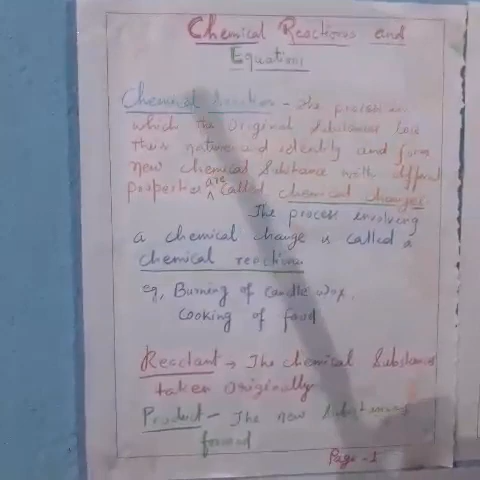 Chemical Reactions and
Equations
Chemical reaction - The process in
which the original Substances lose
their nature and identity and form
new chemical Substance with different
properties are called chemical changes
The process involving
a chemical change is called a
chemical reaction
eg, Burning of candle wax,
Cooking of food
Reactant → The chemical Substances
taken originally
Product - The new Substances
formed
Page-1